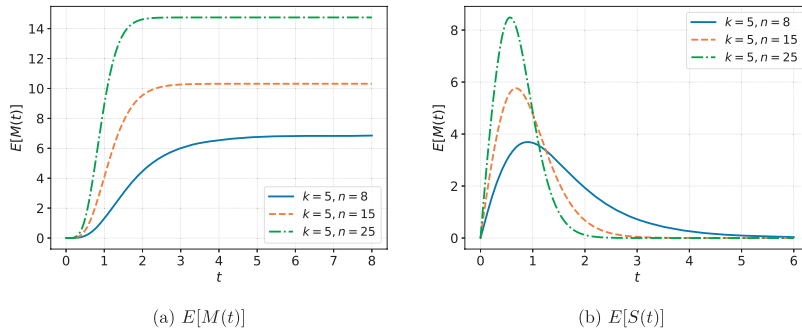 14
12
10
8
6
4
2
0
E[M(t)]
0 1 2 3 4 5 6 7 8
t
k = 5, n = 8
k = 5, n = 15
k = 5, n = 25
(a) E[M(t)]
8
6
4
2
0
E[M(t)]
0 1 2 3 4 5 6
t
k = 5, n = 8
k = 5, n = 15
k = 5, n = 25
(b) E[S(t)]